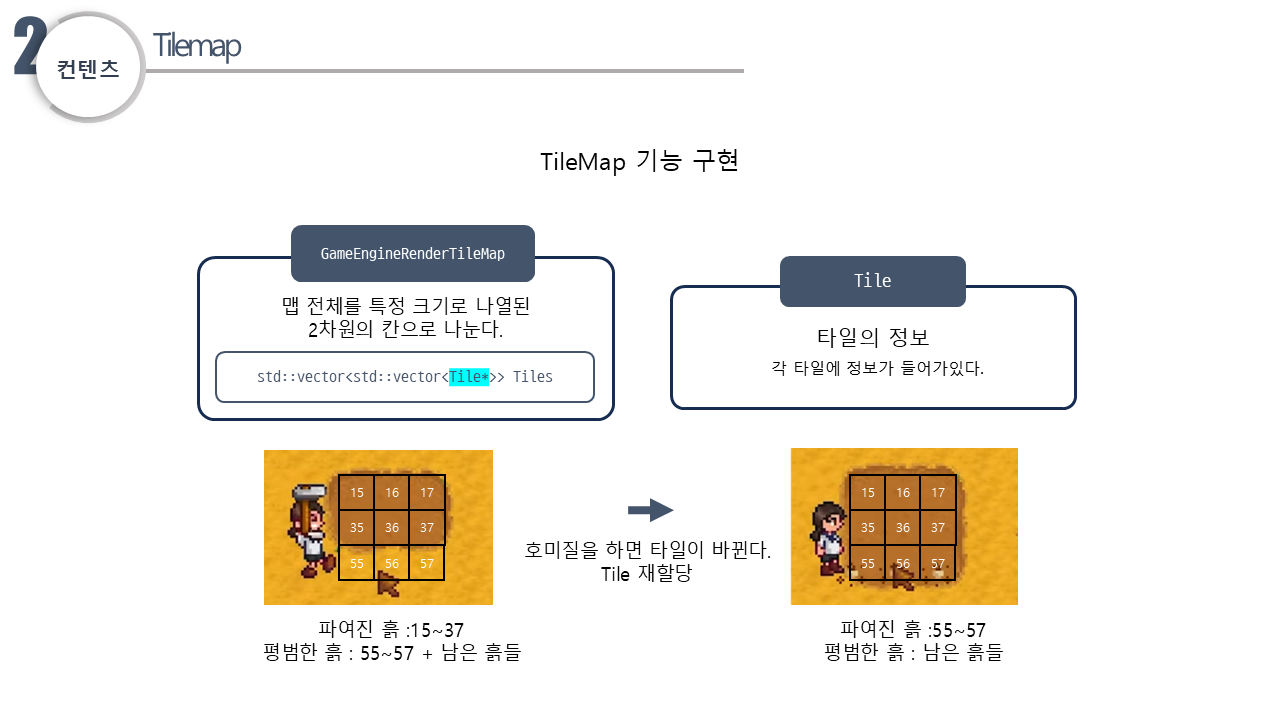 2
컨텐츠
Tilemap
TileMap 기능 구현
GameEngineRenderTileMap
맵 전체를 특정 크기로 나열된
2차원의 칸으로 나눈다.
std::vector<std::vector<Tile*>> Tiles
Tile
타일의 정보
각 타일에 정보가 들어가있다.
15 16 17
35 36 37
55 56 57
파여진 흙 :15~37
평범한 흙 : 55~57 + 남은 흙들
호미질을 하면 타일이 바뀐다.
Tile 재할당
15 16 17
35 36 37
55 56 57
파여진 흙 :55~57
평범한 흙 : 남은 흙들